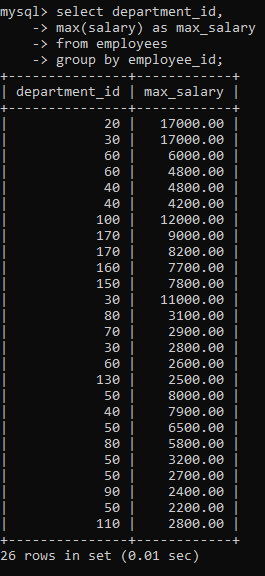 mysql> select department_id,
    -> max(salary) as max_salary
    -> from employees
    -> group by employee_id;
+---------------+------------+
| department_id | max_salary |
+---------------+------------+
|            20 |   17000.00 |
|            30 |   17000.00 |
|            60 |    6000.00 |
|            60 |    4800.00 |
|            40 |    4800.00 |
|            40 |    4200.00 |
|           100 |   12000.00 |
|           170 |    9000.00 |
|           170 |    8200.00 |
|           160 |    7700.00 |
|           150 |    7800.00 |
|            30 |   11000.00 |
|            80 |    3100.00 |
|            70 |    2900.00 |
|            30 |    2800.00 |
|            60 |    2600.00 |
|           130 |    2500.00 |
|            50 |    8000.00 |
|            40 |    7900.00 |
|            50 |    6500.00 |
|            80 |    5800.00 |
|            50 |    3200.00 |
|            50 |    2700.00 |
|            90 |    2400.00 |
|            50 |    2200.00 |
|           110 |    2800.00 |
+---------------+------------+
26 rows in set (0.01 sec)